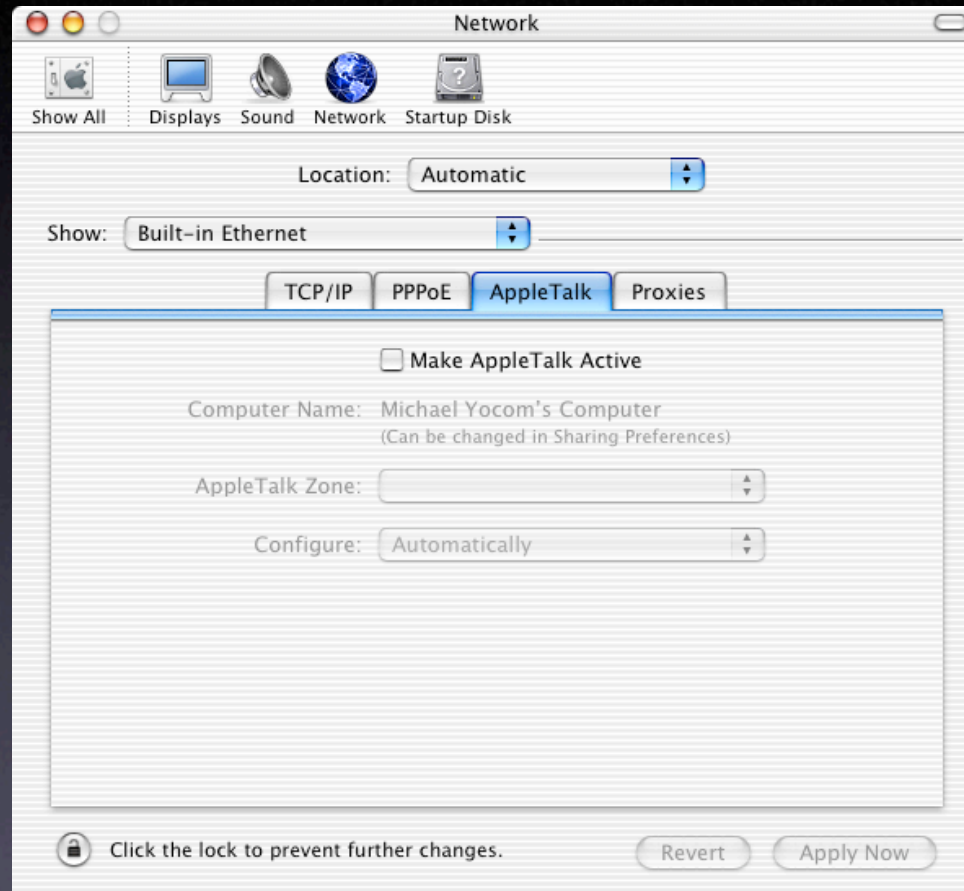 Network
Show All Displays Sound Network Startup Disk
Location: Automatic
Show: Built-in Ethernet
TCP/IP PPPoE AppleTalk Proxies
Make AppleTalk Active
Computer Name: Michael Yocom's Computer
(Can be changed in Sharing Preferences)
AppleTalk Zone:
Configure: Automatically
Click the lock to prevent further changes. Revert Apply Now